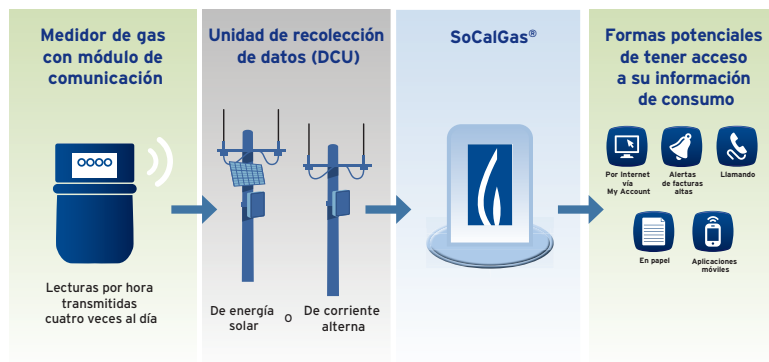 Medidor de gas
con módulo de
comunicación
0000
Lecturas por hora
transmitidas
cuatro veces al día
Unidad de recolección
de datos (DCU)
De energía
solar
o
De corriente
alterna
SoCalGas®
Formas potenciales
de tener acceso
a su información
de consumo
Por Internet
vía
My Account
Alertas
de facturas
altas
Llamando
En papel
Aplicaciones
móviles